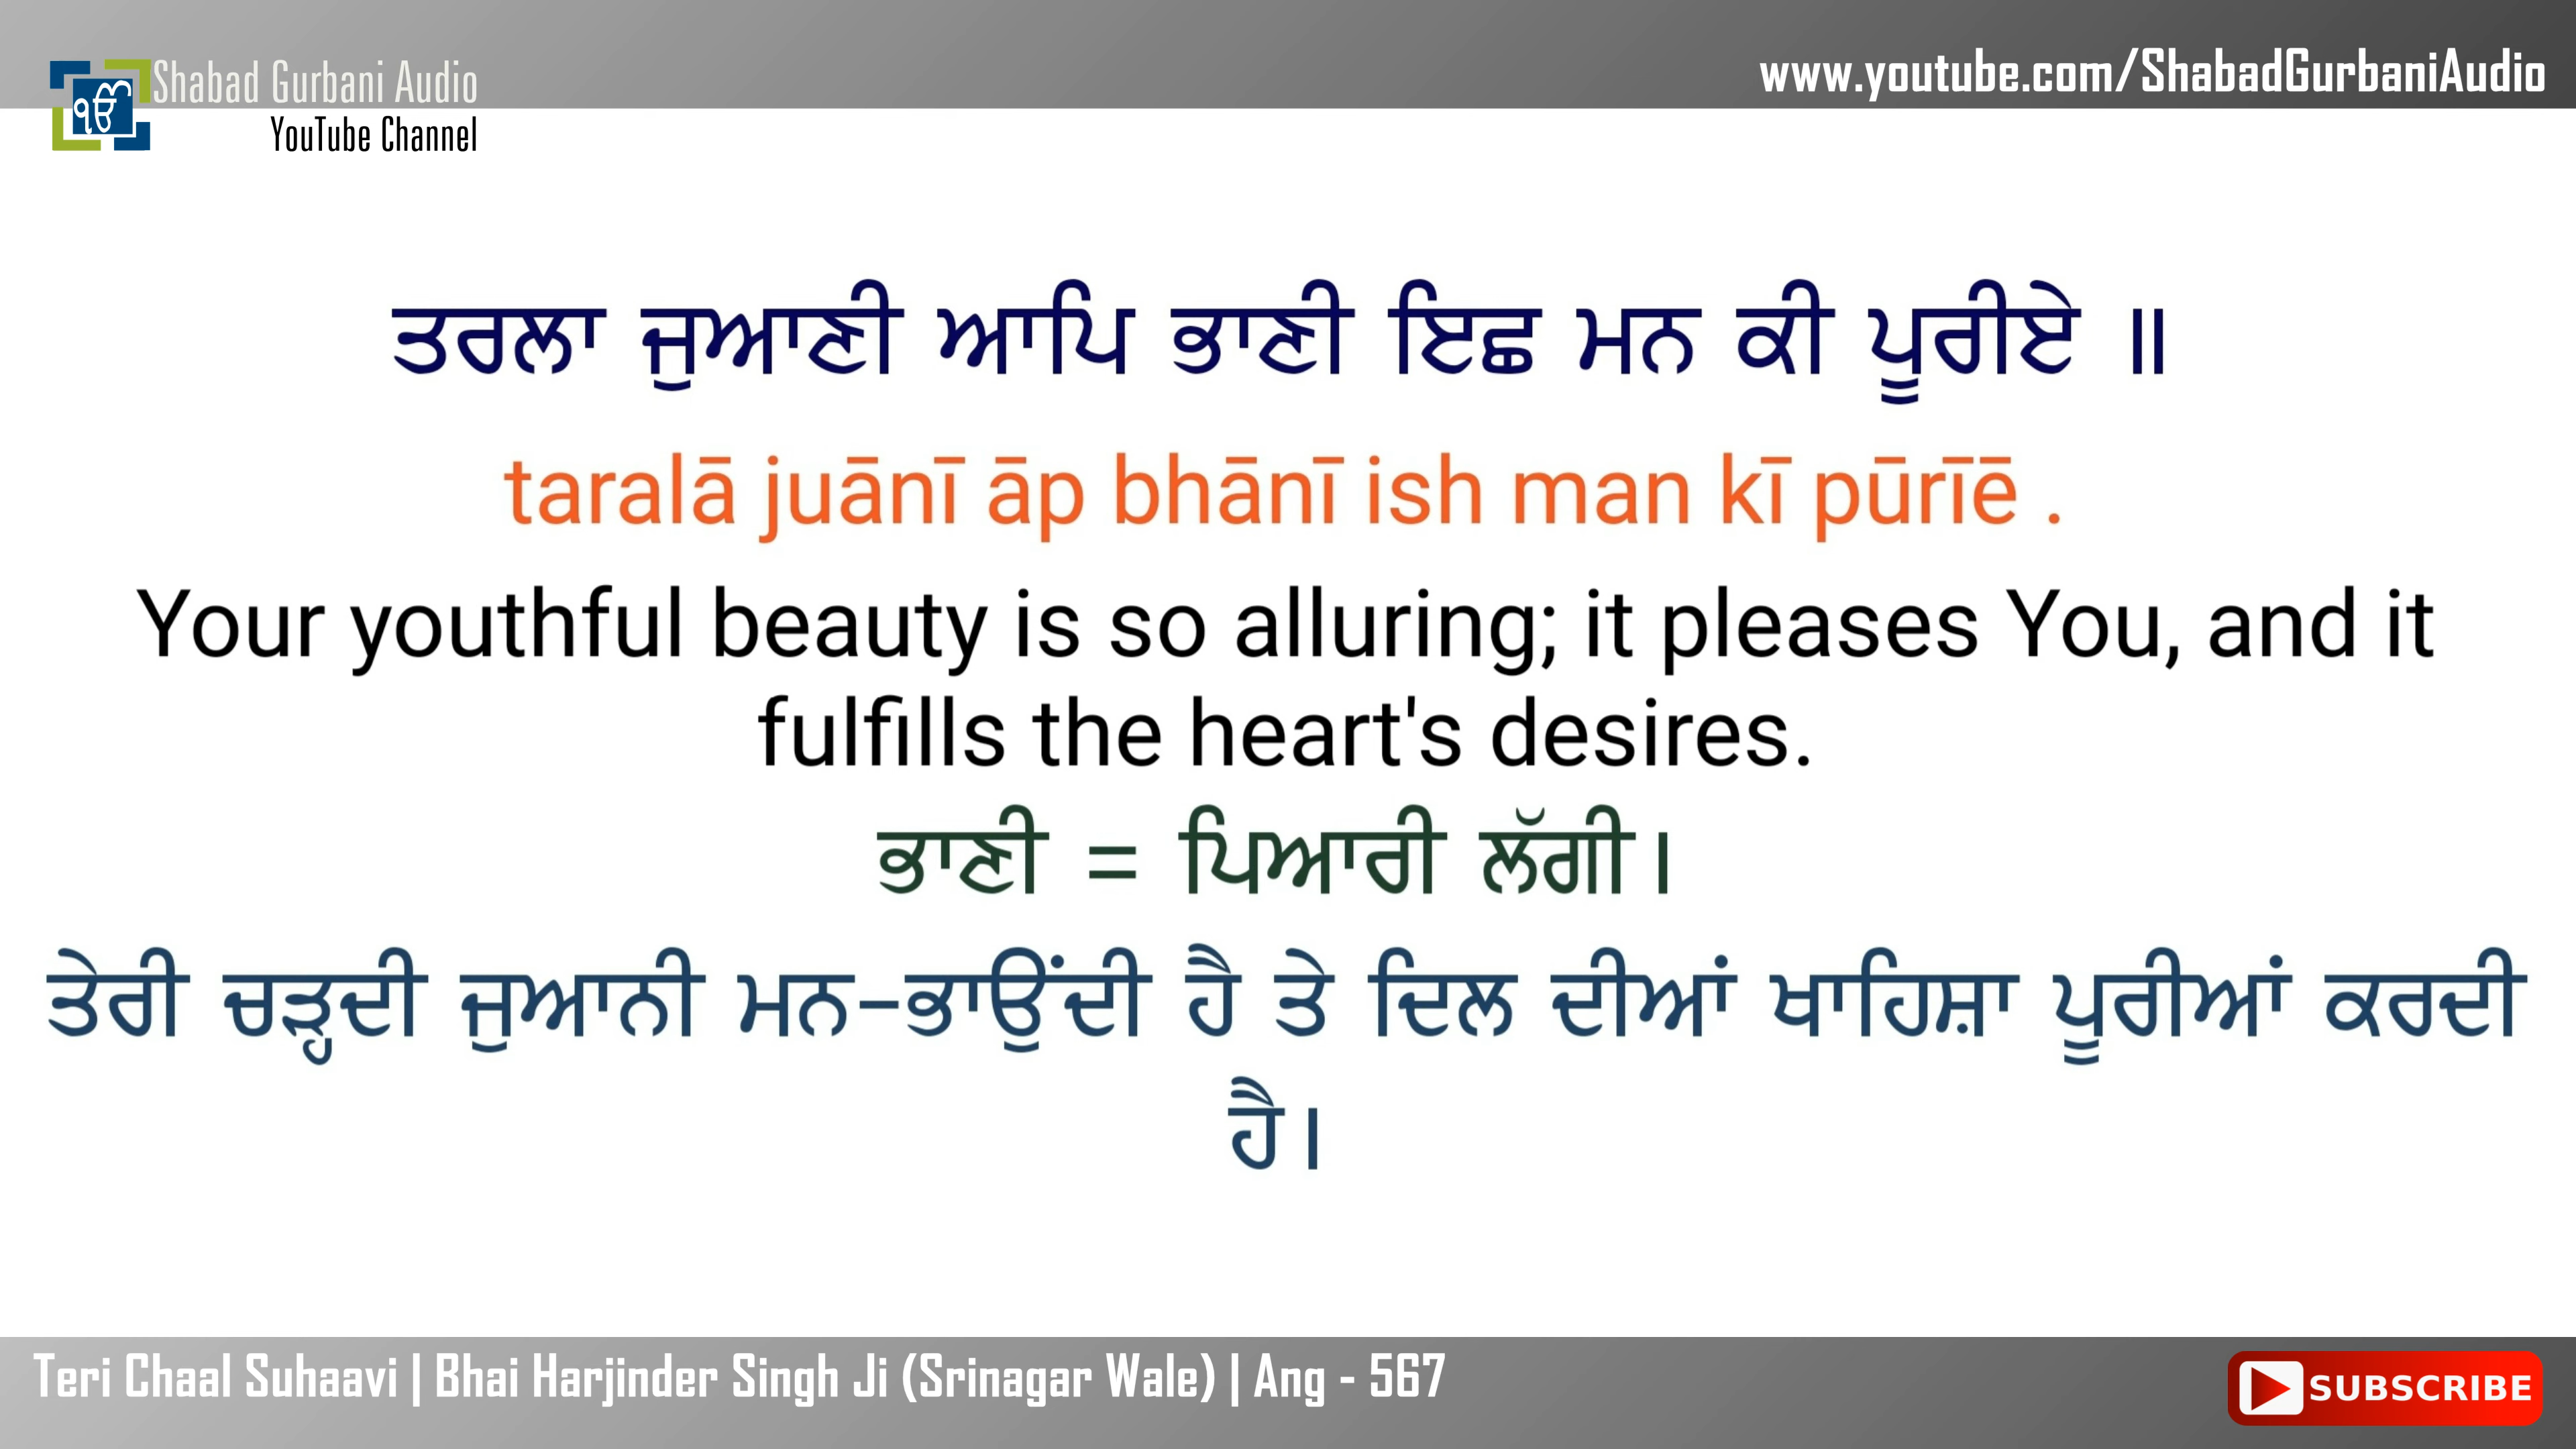 Shabad Gurbani Audio
YouTube Channel
www.youtube.com/ShabadGurbaniAudio
ੴ
ਤਰਲਾ ਜੁਆਣੀ ਆਪਿ ਭਾਣੀ ਇਛ ਮਨ ਕੀ ਪੂਰੀਏ ॥
taralā juānī āp bhānī ish man kī pūrīē .
Your youthful beauty is so alluring; it pleases You, and it
fulfills the heart's desires.
ਭਾਣੀ = ਪਿਆਰੀ ਲੱਗੀ।
ਤੇਰੀ ਚੜ੍ਹਦੀ ਜੁਆਨੀ ਮਨ-ਭਾਉਂਦੀ ਹੈ ਤੇ ਦਿਲ ਦੀਆਂ ਖਾਹਿਸ਼ਾ ਪੂਰੀਆਂ ਕਰਦੀ
ਹੈ।
Teri Chaal Suhaavi | Bhai Harjinder Singh Ji (Srinagar Wale) | Ang - 567
SUBSCRIBE